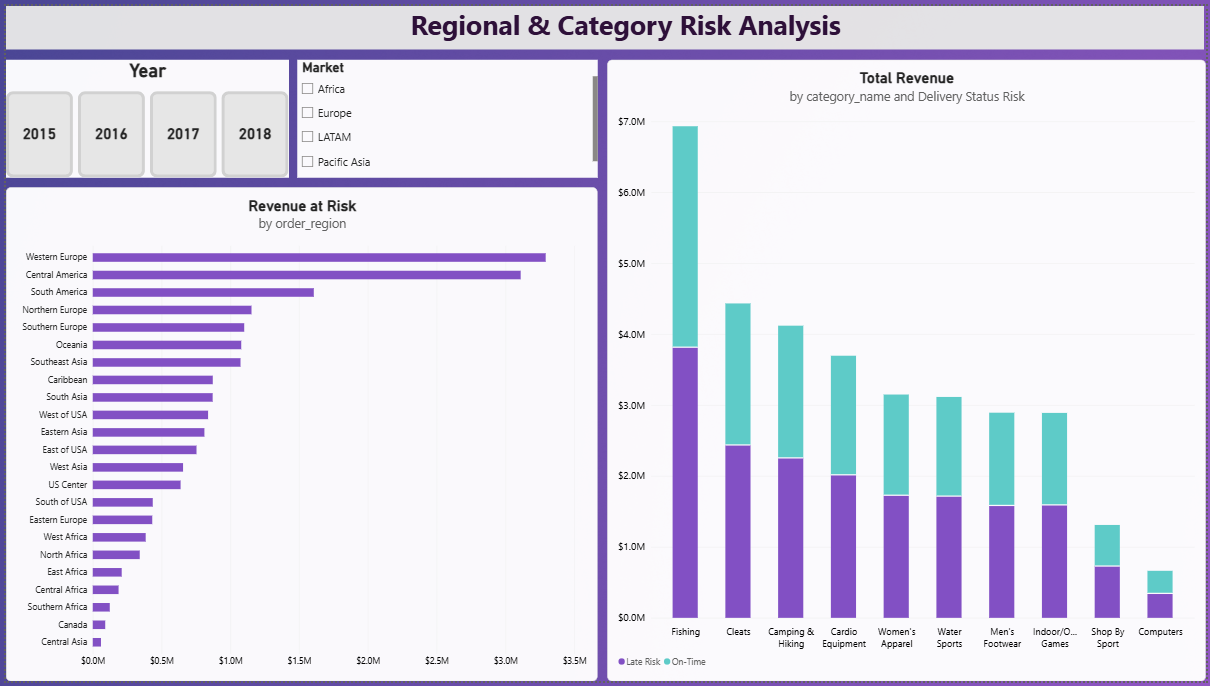 Regional & Category Risk Analysis
Year
2015
2016
2017
2018
Market
Africa
Europe
LATAM
Pacific Asia
Revenue at Risk
by order_region
Western Europe
Central America
South America
Northern Europe
Southern Europe
Oceania
Southeast Asia
Caribbean
South Asia
West of USA
Eastern Asia
East of USA
West Asia
US Center
South of USA
Eastern Europe
West Africa
North Africa
East Africa
Central Africa
Southern Africa
Canada
Central Asia
$0.0M $0.5M $1.0M $1.5M $2.0M $2.5M $3.0M $3.5M
Total Revenue
by category_name and Delivery Status Risk
$7.0M
$6.0M
$5.0M
$4.0M
$3.0M
$2.0M
$1.0M
$0.0M
Fishing
Cleats
Camping &
Hiking
Cardio
Equipment
Women's
Apparel
Water
Sports
Men's
Footwear
Indoor/O...
Games
Shop By
Sport
Computers
Late Risk On-Time